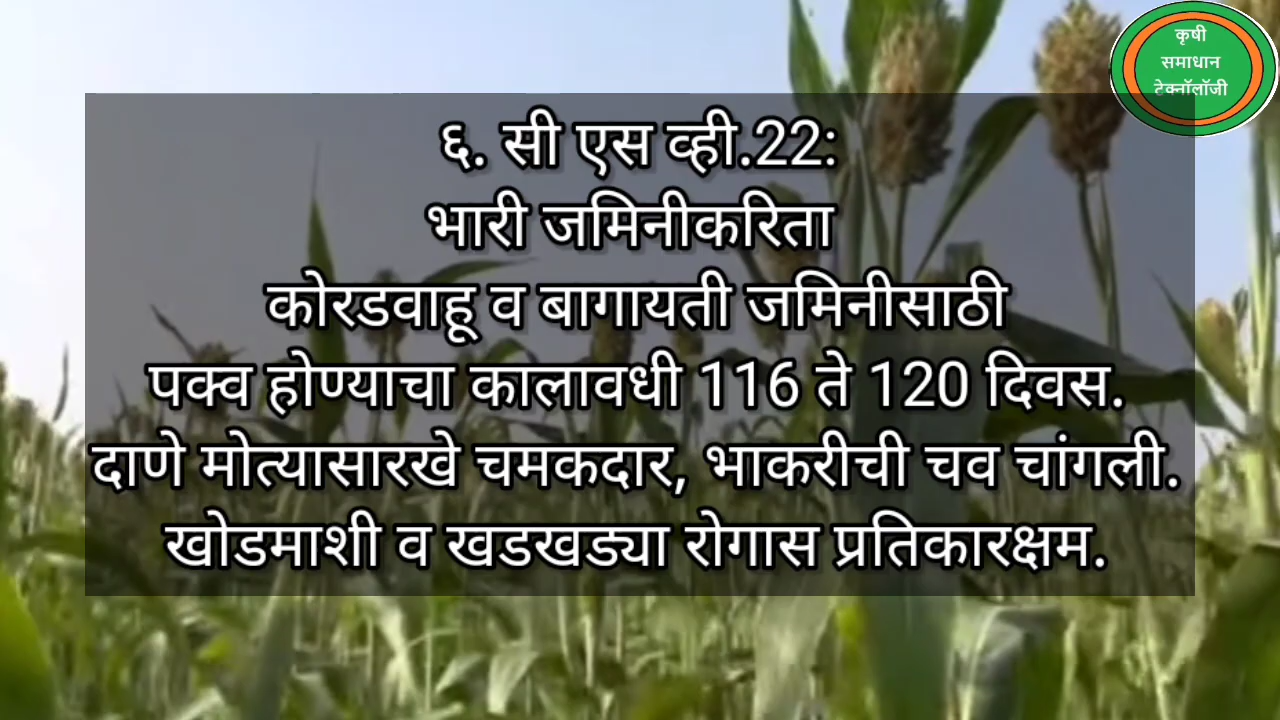 कृषी
समाधान
टेक्नॉलॉजी
६. सी एस व्ही.22:
भारी जमिनीकरिता
कोरडवाहू व बागायती जमिनीसाठी
पक्व होण्याचा कालावधी 116 ते 120 दिवस.
दाणे मोत्यासारखे चमकदार, भाकरीची चव चांगली.
खोडमाशी व खडखड्या रोगास प्रतिकारक्षम.